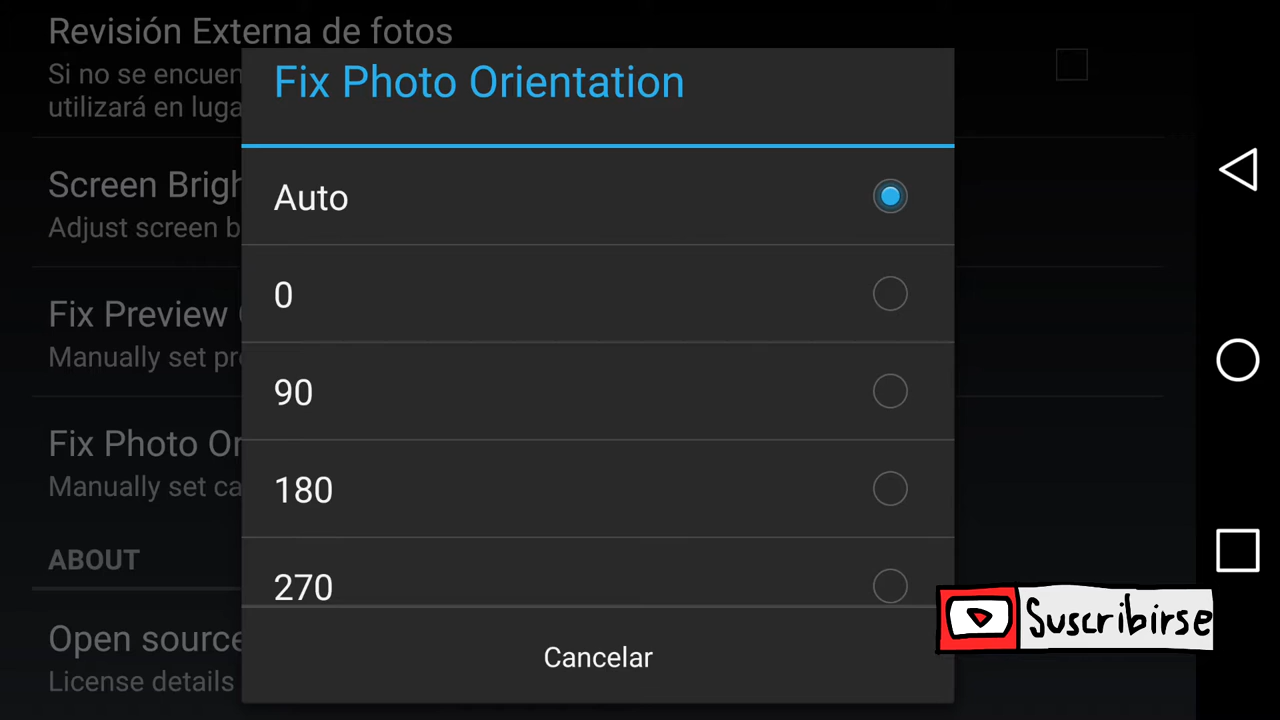 Revisión Externa de fotos
Si no se encuen
utilizará en luga
Fix Photo Orientation
Screen Brigh
Adjust screen b
Auto
0
Fix Preview
Manually set pr
90
Fix Photo Or
Manually set ca
180
ABOUT
270
Open source
License details
Suscribirse
Cancelar